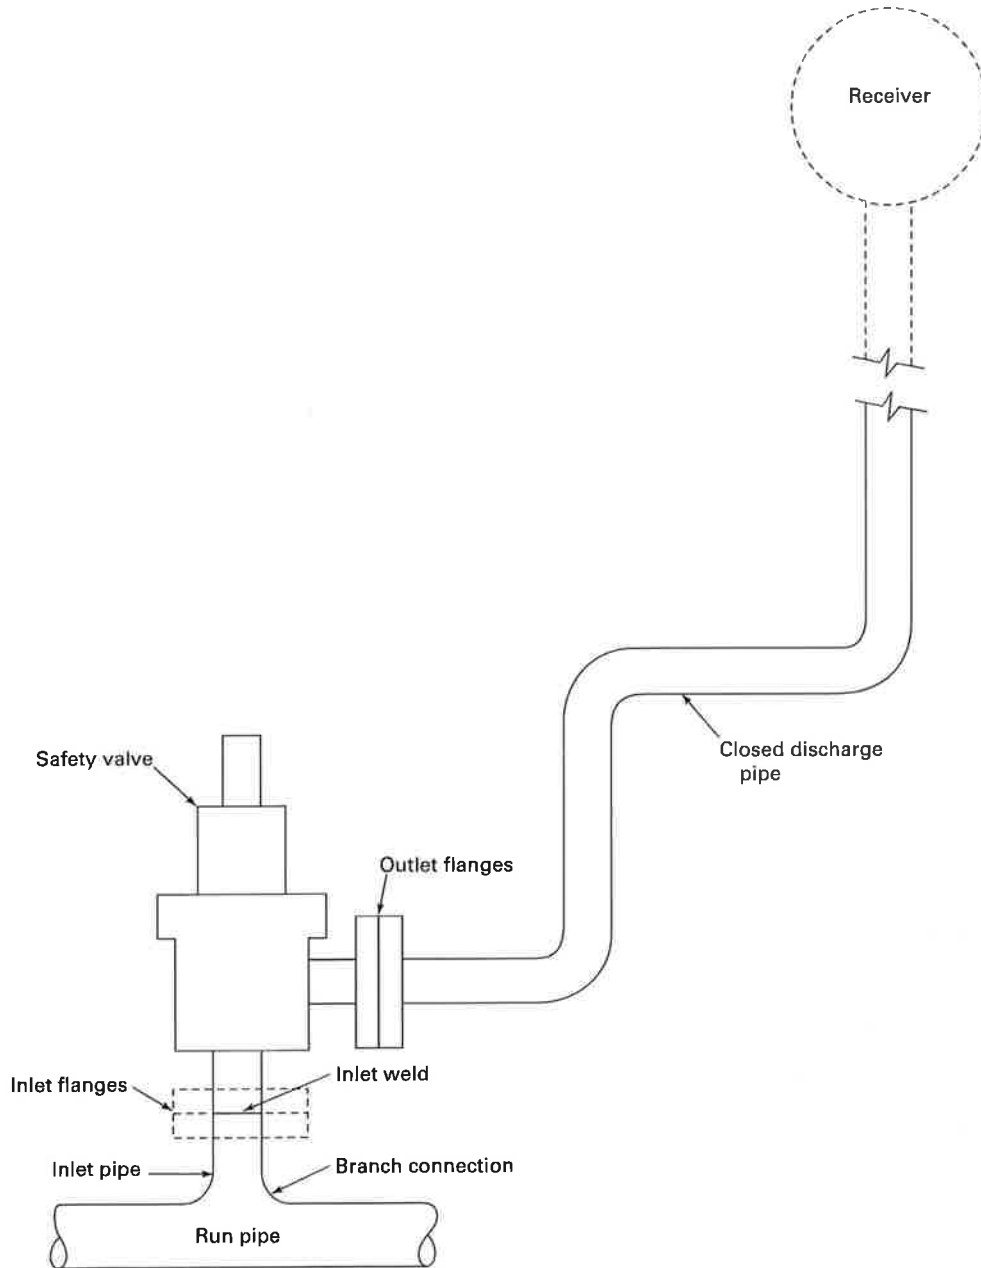 Receiver
Closed discharge
pipe
Safety valve
Outlet flanges
Inlet weld
Inlet flanges
Inlet pipe
Branch connection
Run pipe